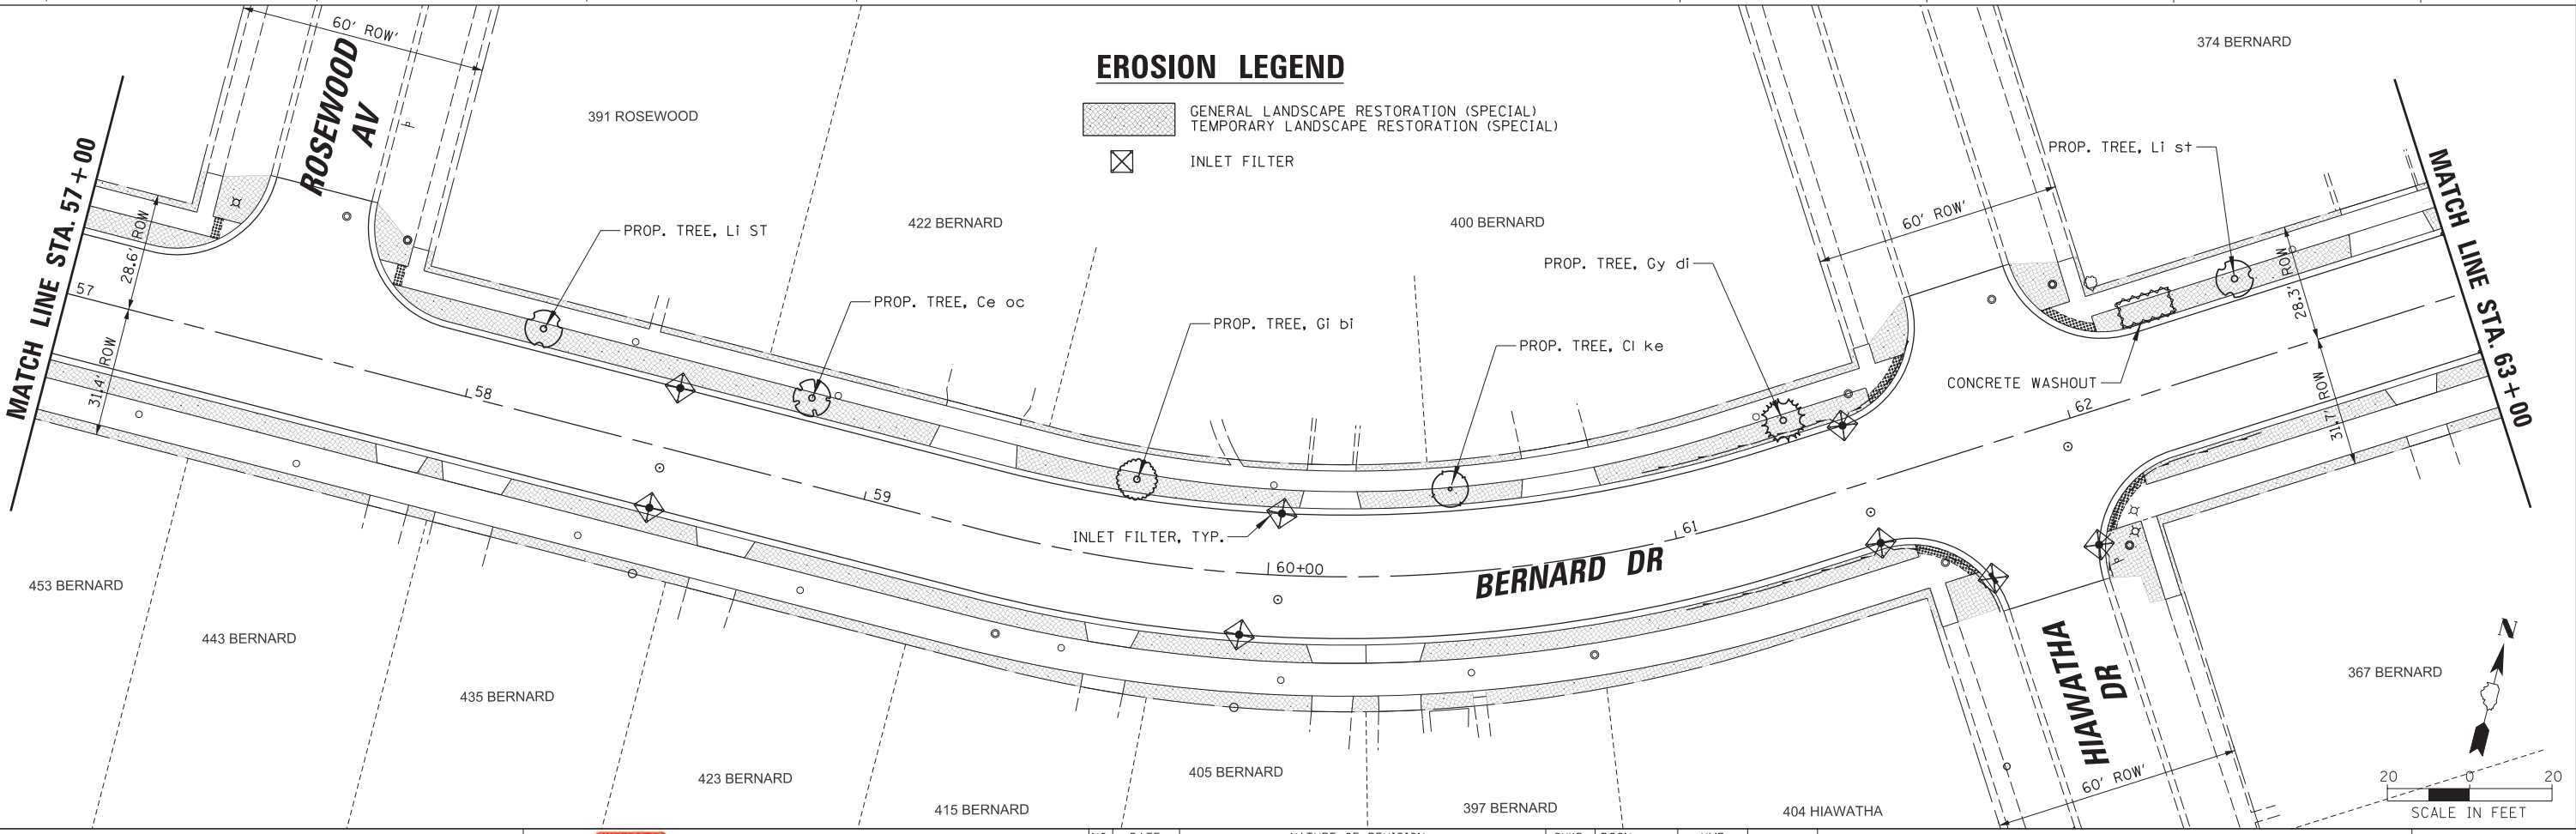 60' ROW'
ROSEWOOD
AV
391 ROSEWOOD
EROSION LEGEND
GENERAL LANDSCAPE RESTORATION (SPECIAL)
TEMPORARY LANDSCAPE RESTORATION (SPECIAL)
INLET FILTER
374 BERNARD
MATCH LINE STA. 57+00
MATCH LINE STA. 63+00
PROP. TREE, Li st
60' ROW'
28.6' ROW
422 BERNARD
400 BERNARD
PROP. TREE, Li ST
PROP. TREE, Gy di
28.3' ROW
57
PROP. TREE, Ce oc
PROP. TREE, Gi bi
PROP. TREE, Cl ke
31.4' ROW
CONCRETE WASHOUT
58
62
31.7' ROW
59
61
INLET FILTER, TYP.
60+00
BERNARD DR
453 BERNARD
443 BERNARD
435 BERNARD
423 BERNARD
415 BERNARD
405 BERNARD
397 BERNARD
404 HIAWATHA
HIAWATHA
DR
367 BERNARD
P
P
60' ROW'
N
20 0 20
SCALE IN FEET